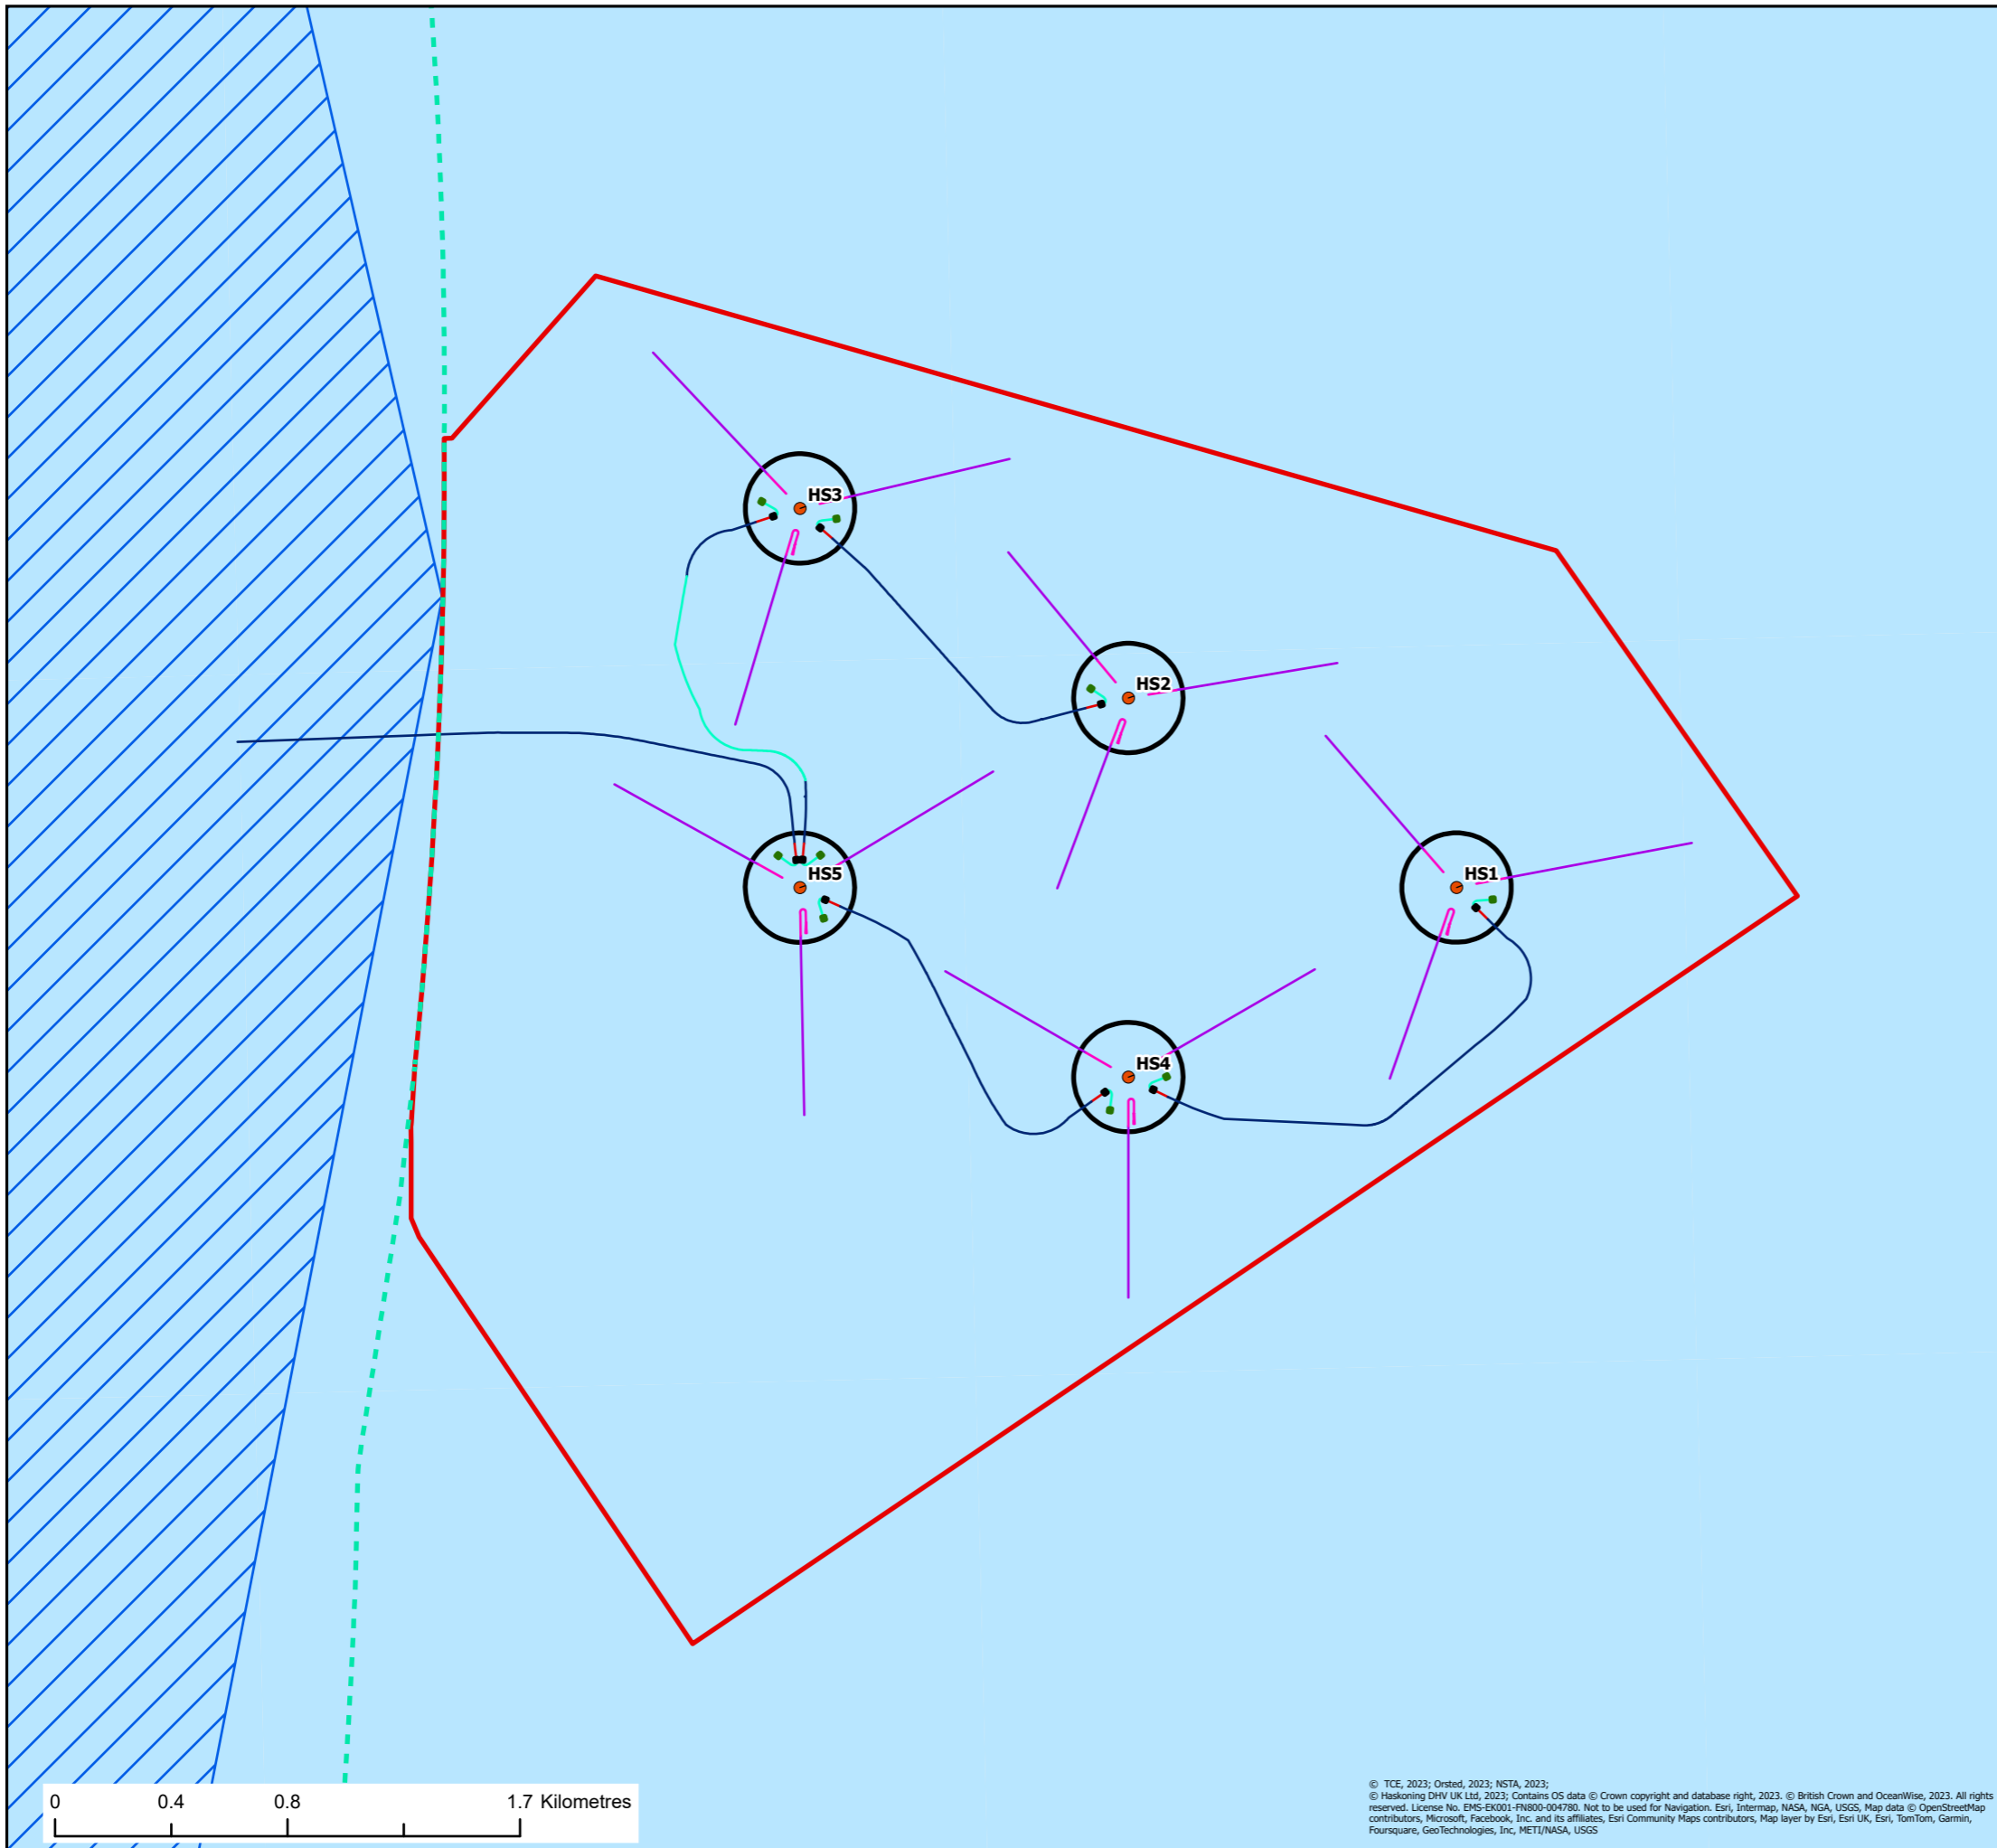 HS3
HS2
HS5
HS1
HS4
0 0.4 0.8 1.7 Kilometres
© TCE, 2023; Orsted, 2023; NSTA, 2023;
© Haskoning DHV UK Ltd, 2023; Contains OS data © Crown copyright and database right, 2023. © British Crown and OceanWise, 2023. All rights
reserved. License No. EMS-EK001-FN800-004780. Not to be used for Navigation. Esri, Intermap, NASA, NGA, USGS, Map data © OpenStreetMap
contributors, Microsoft, Facebook, Inc. and its affiliates, Esri Community Maps contributors, Map layer by Esri, Esri UK, Esri, TomTom, Garmin,
Foursquare, GeoTechnologies, Inc, METI/NASA, USGS